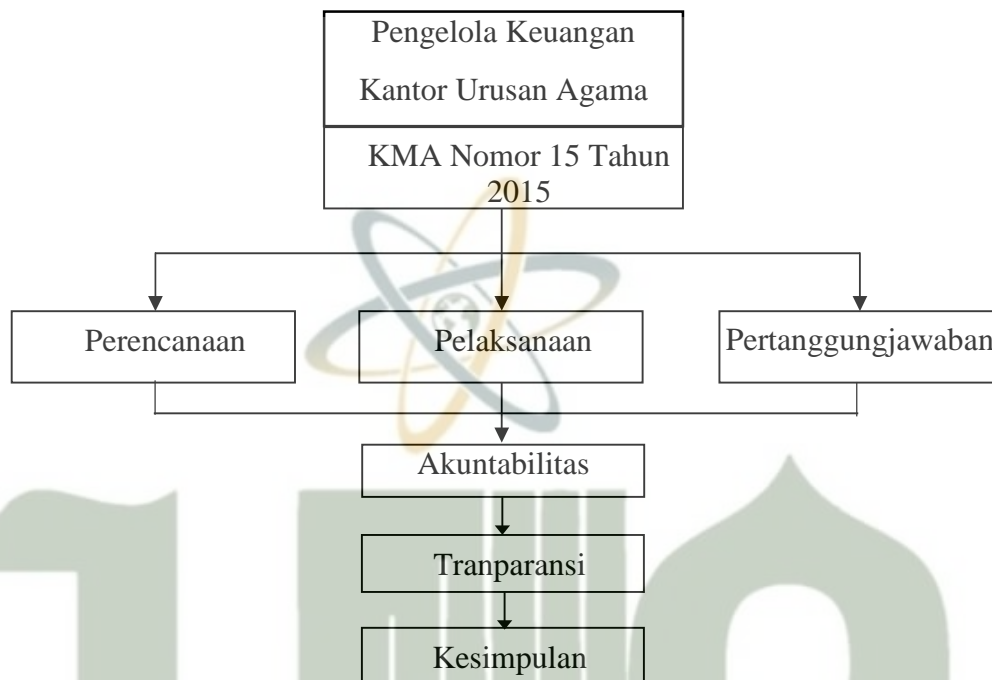 Pengelola Keuangan
Kantor Urusan Agama
KMA Nomor 15 Tahun
2015
Perencanaan
Pelaksanaan
Pertanggungjawaban
Akuntabilitas
Tranparansi
Kesimpulan